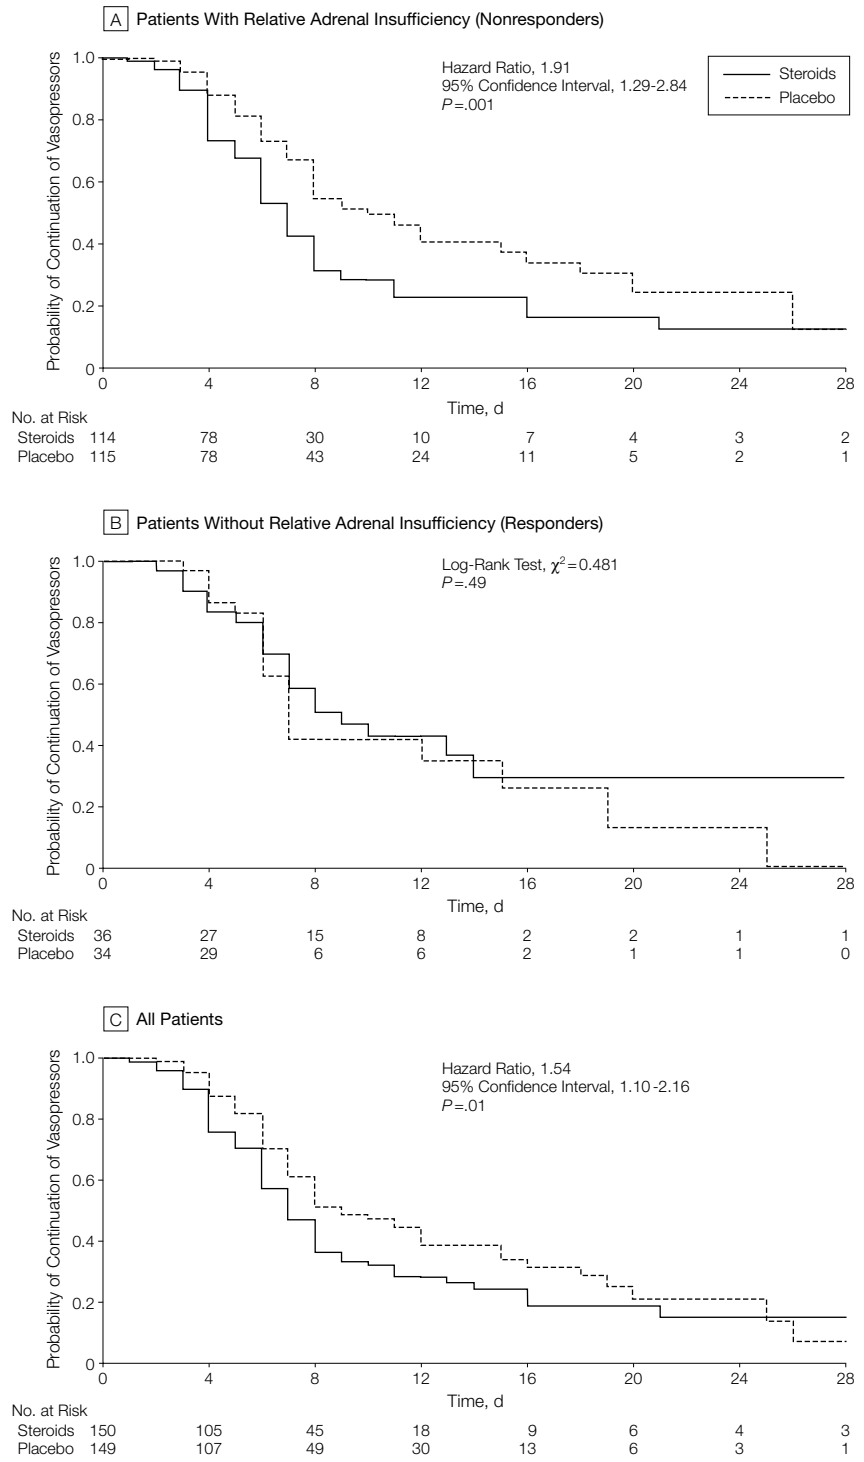 A Patients With Relative Adrenal Insufficiency (Nonresponders)
Probability of Continuation of Vasopressors
1.0
0.8
0.6
0.4
0.2
0
Hazard Ratio, 1.91
95% Confidence Interval, 1.29-2.84
P=.001
Steroids
Placebo
0 4 8 12 16 20 24 28
Time, d
No. at Risk
Steroids 114 78 30 10 7 4 3 2
Placebo 115 78 43 24 11 5 2 1
B Patients Without Relative Adrenal Insufficiency (Responders)
Probability of Continuation of Vasopressors
1.0
0.8
0.6
0.4
0.2
0
Log-Rank Test, χ²=0.481
P=.49
0 4 8 12 16 20 24 28
Time, d
No. at Risk
Steroids 36 27 15 8 2 2 1 1
Placebo 34 29 6 6 2 1 1 0
C All Patients
Probability of Continuation of Vasopressors
1.0
0.8
0.6
0.4
0.2
0
Hazard Ratio, 1.54
95% Confidence Interval, 1.10-2.16
P=.01
0 4 8 12 16 20 24 28
Time, d
No. at Risk
Steroids 150 105 45 18 9 6 4 3
Placebo 149 107 49 30 13 6 3 1